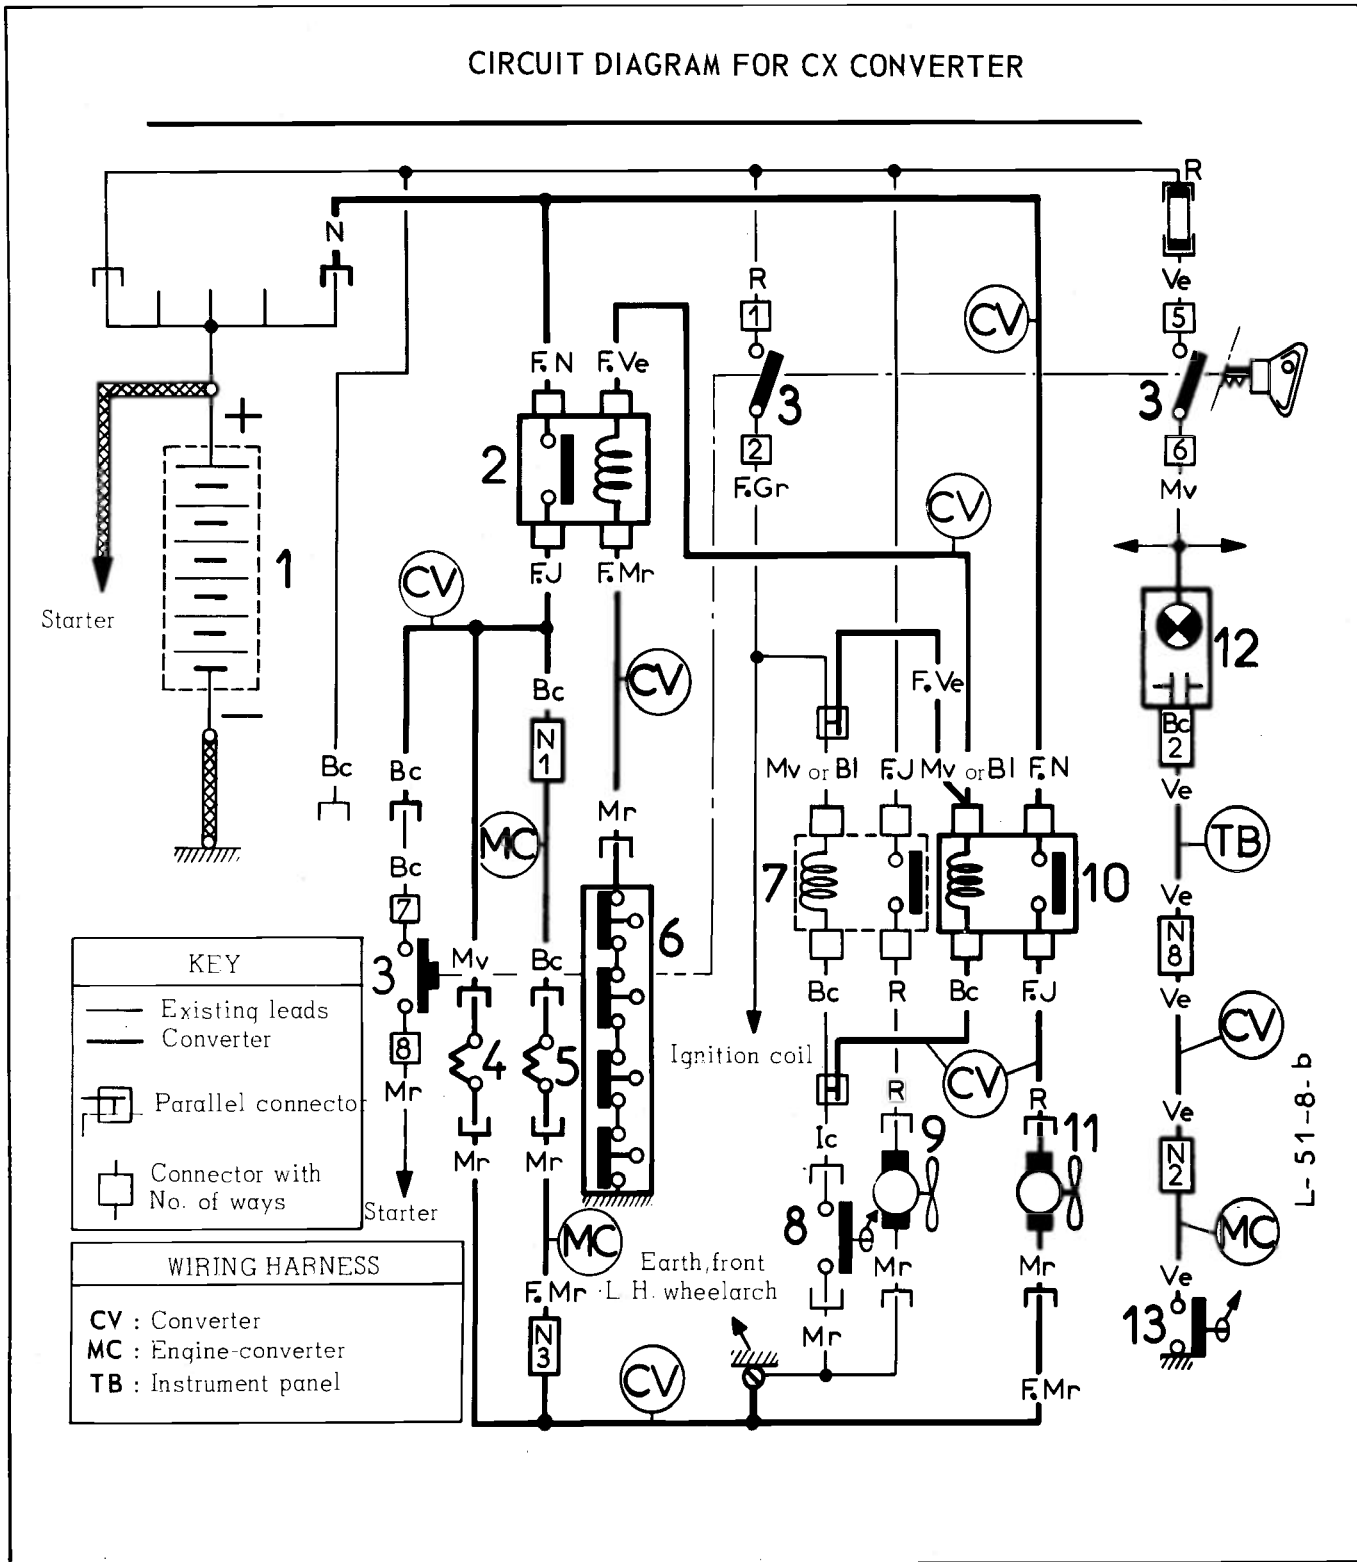 CIRCUIT DIAGRAM FOR CX CONVERTER
R
N
R
Ve
1
5
CV
F.N F.Ve
3
3
+
2
2
6
F.Gr
Mv
CV
1
F.J F.Mr
CV
Starter
12
CV
Bc
F.Ve
N
1
Bc
2
—
Bc
Bc
Mv or Bl F.J Mv or Bl F.N
Ve
Mr
MC
TB
Bc
7
10
Ve
7
6
N
8
KEY
3
Mv
Bc
Existing leads
Bc
R
Bc
F.J
Ve
Converter
8
4
5
Ignition coil
CV
CV
Parallel connector
Mr
R
R
Ve
Ic
9
11
Mr
Mr
N
2
Connector with
No. of ways
Starter
8
MC
MC
L-51-8-b
WIRING HARNESS
Earth, front
L.H. wheelarch
Mr
Mr
Ve
F.Mr
CV : Converter
MC : Engine-converter
TB : Instrument panel
N
3
Mr
13
CV
F.Mr